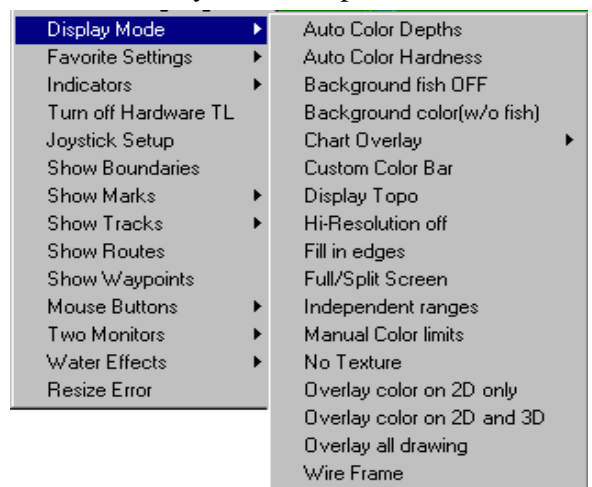 Display Mode
Favorite Settings
Indicators
Turn off Hardware TL
Joystick Setup
Show Boundaries
Show Marks
Show Tracks
Show Routes
Show Waypoints
Mouse Buttons
Two Monitors
Water Effects
Resize Error
Auto Color Depths
Auto Color Hardness
Background fish OFF
Background color(w/o fish)
Chart Overlay
Custom Color Bar
Display Topo
Hi-Resolution off
Fill in edges
Full/Split Screen
Independent ranges
Manual Color limits
No Texture
Overlay color on 2D only
Overlay color on 2D and 3D
Overlay all drawing
Wire Frame